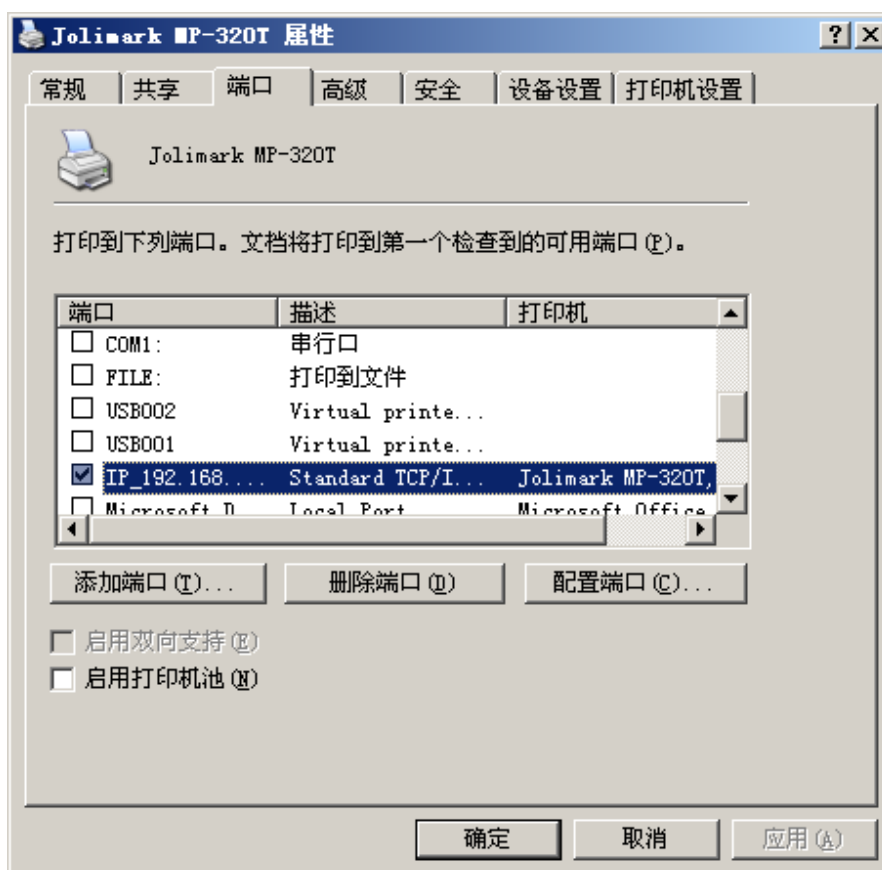 Jolimark MP-320T 属性
常规 共享 端口 高级 安全 设备设置 打印机设置
Jolimark MP-320T
打印到下列端口。文档将打印到第一个检查到的可用端口(P)。
端口 描述 打印机
COM1: 串行口
FILE: 打印到文件
USB002 Virtual printe...
USB001 Virtual printe...
IP_192.168.... Standard TCP/I... Jolimark MP-320T,
Microsoft D Local Port Microsoft Office
添加端口(T)... 删除端口(D) 配置端口(C)...
启用双向支持(E)
启用打印机池(N)
确定 取消 应用(A)